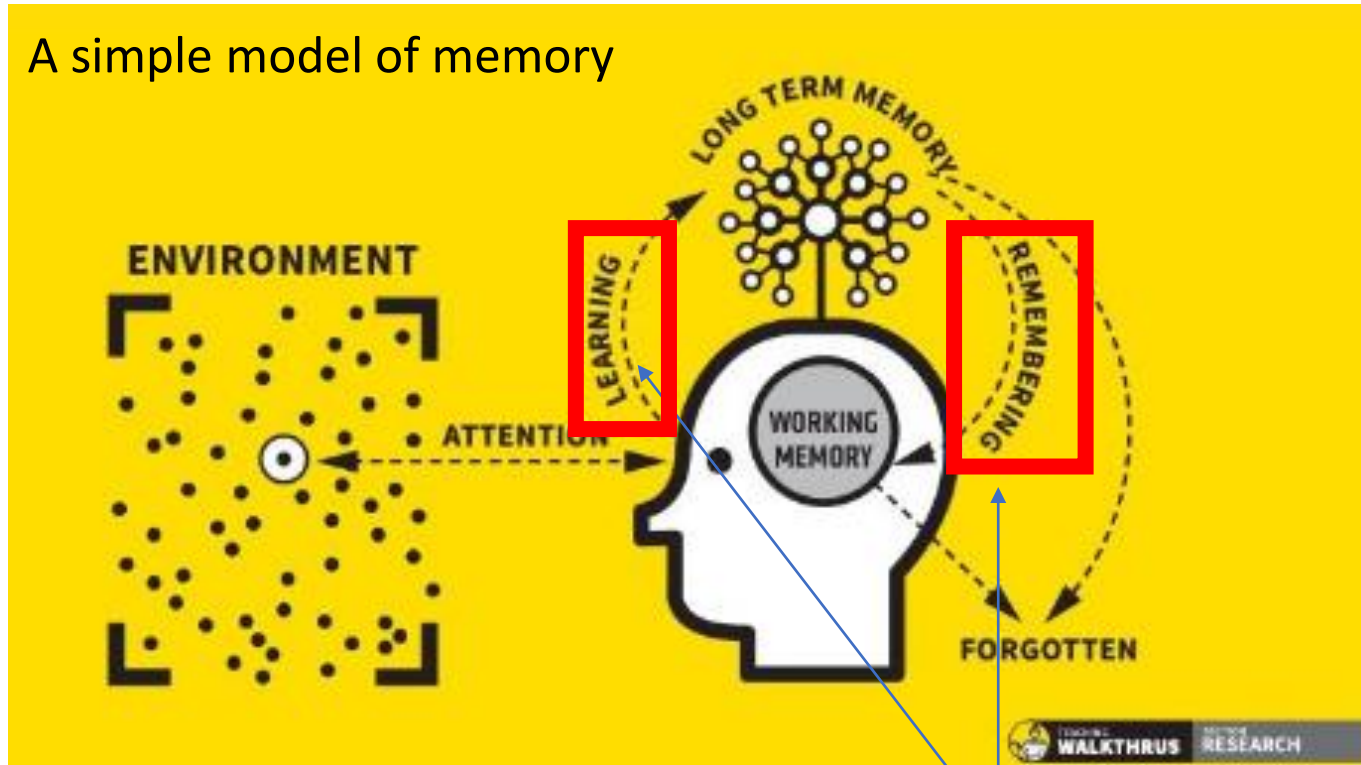 A simple model of memory
LONG TERM MEMORY
ENVIRONMENT
LEARNING
REMEMBERING
ATTENTION
WORKING
MEMORY
FORGOTTEN
WALKTHRUS
RESEARCH